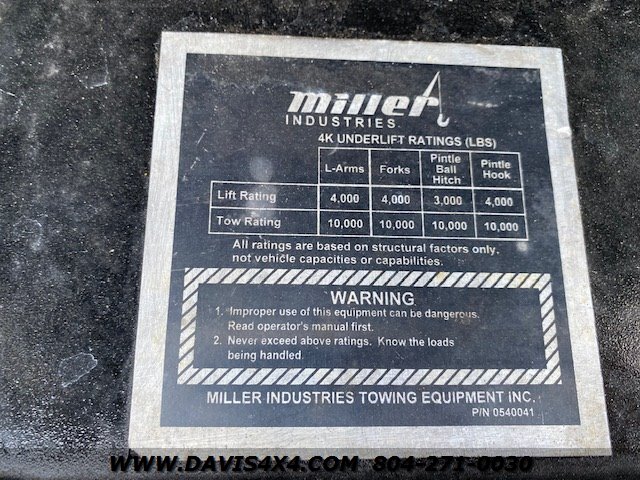 miller
INDUSTRIES
4K UNDERLIFT RATINGS (LBS)
L-Arms Forks Pintle Ball Hitch Pintle Hook
Lift Rating 4,000 4,000 3,000 4,000
Tow Rating 10,000 10,000 10,000 10,000
All ratings are based on structural factors only,
not vehicle capacities or capabilities.
WARNING
1. Improper use of this equipment can be dangerous.
Read operator's manual first.
2. Never exceed above ratings. Know the loads
being handled.
MILLER INDUSTRIES TOWING EQUIPMENT INC.
P/N 0540041
WWW.DAVIS4X4.COM 804-271-0030